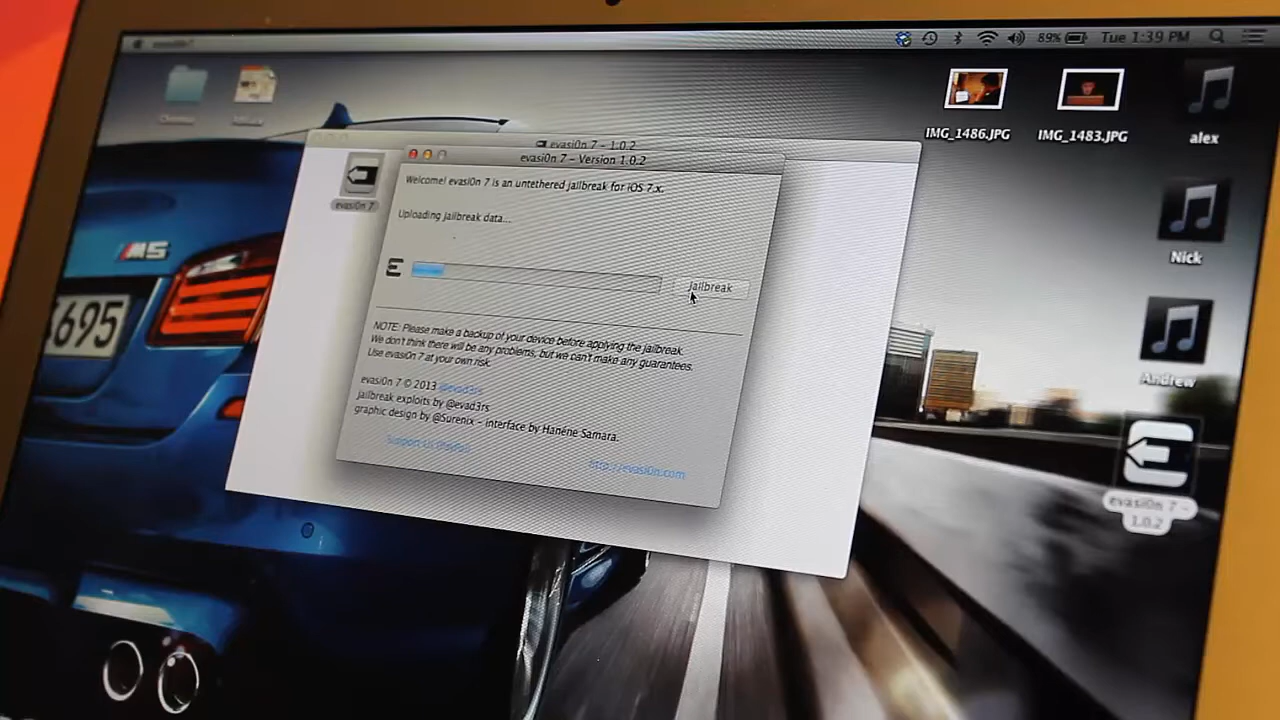 89% Tue 1:39 PM
IMG_1486.JPG
IMG_1483.JPG
alex
evasi0n 7 - 1.0.2
evasi0n 7 - Version 1.0.2
evasi0n 7
Welcome! evasi0n 7 is an untethered jailbreak for iOS 7.x.
Uploading jailbreak data...
Jailbreak
NOTE: Please make a backup of your device before applying the jailbreak.
We don't think there will be any problems, but we can't make any guarantees.
Use evasi0n 7 at your own risk.
evasi0n 7 © 2013 @evad3rs
Jailbreak exploits by @evad3rs
graphic design by @Surenix - interface by Hanéne Samara.
http://evasi0n.com
M5
695
Nick
Andrew
evasi0n 7 -
1.0.2